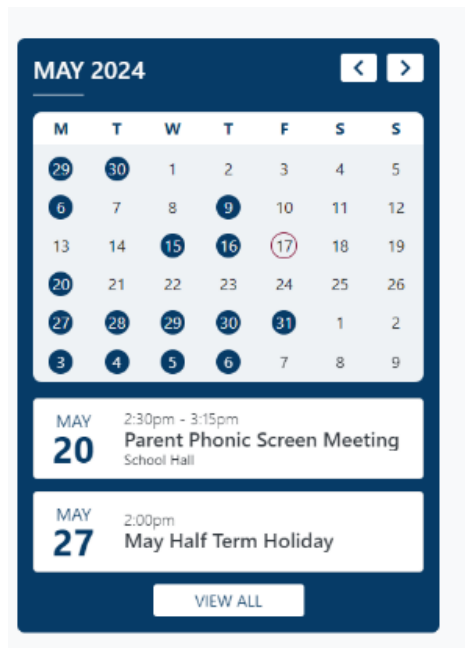 MAY 2024
M T W T F S S
29 30 1 2 3 4 5
6 7 8 9 10 11 12
13 14 15 16 17 18 19
20 21 22 23 24 25 26
27 28 29 30 31 1 2
3 4 5 6 7 8 9
MAY
20
2:30pm - 3:15pm
Parent Phonic Screen Meeting
School Hall
MAY
27
2:00pm
May Half Term Holiday
VIEW ALL